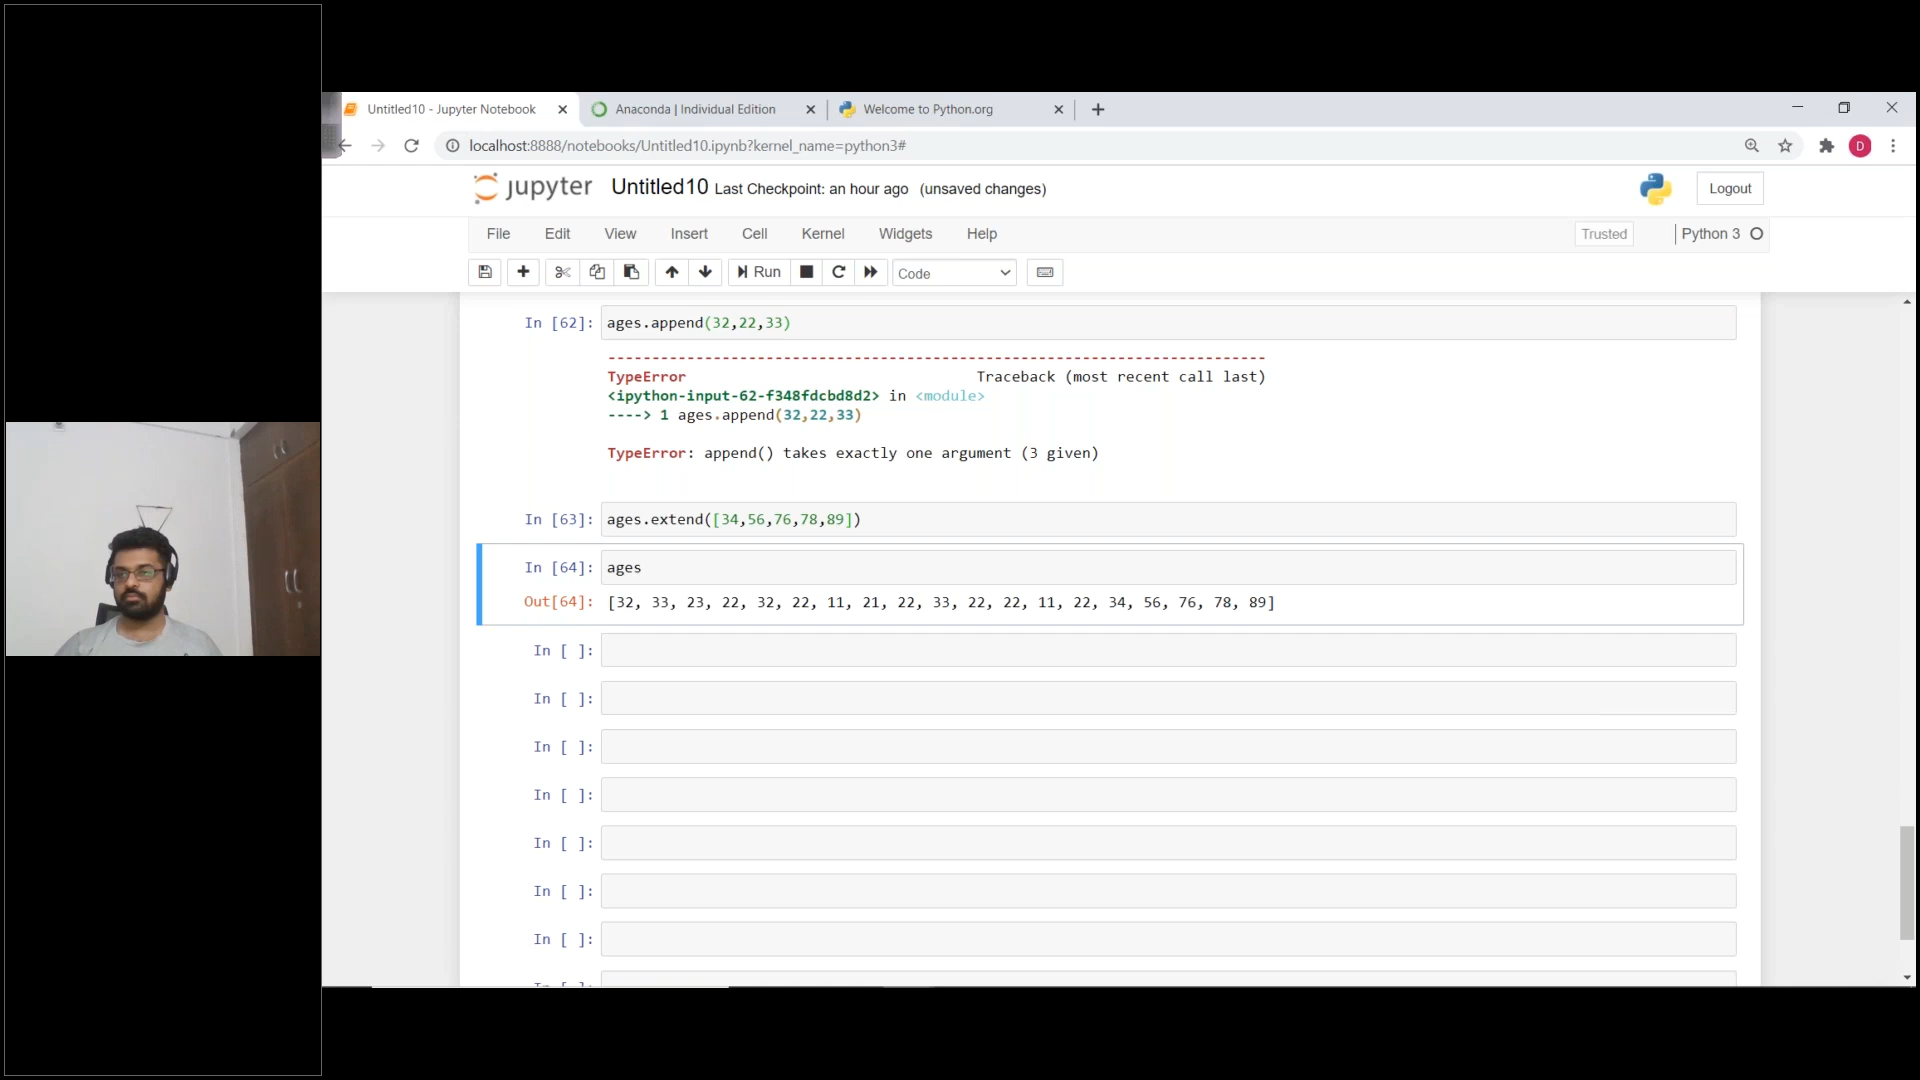 Untitled10 - Jupyter Notebook
Anaconda | Individual Edition
Welcome to Python.org
localhost:8888/notebooks/Untitled10.ipynb?kernel_name=python3#
D
jupyter Untitled10 Last Checkpoint: an hour ago (unsaved changes)
Logout
File Edit View Insert Cell Kernel Widgets Help
Trusted
Python 3
Run
Code
In [62]: ages.append(32,22,33)
---------------------------------------------------------------------------
TypeError Traceback (most recent call last)
<ipython-input-62-f348fdcbd8d2> in <module>
----> 1 ages.append(32,22,33)
TypeError: append() takes exactly one argument (3 given)
In [63]: ages.extend([34,56,76,78,89])
In [64]: ages
Out[64]: [32, 33, 23, 22, 32, 22, 11, 21, 22, 33, 22, 22, 11, 22, 34, 56, 76, 78, 89]
In [ ]:
In [ ]:
In [ ]:
In [ ]:
In [ ]:
In [ ]:
In [ ]: